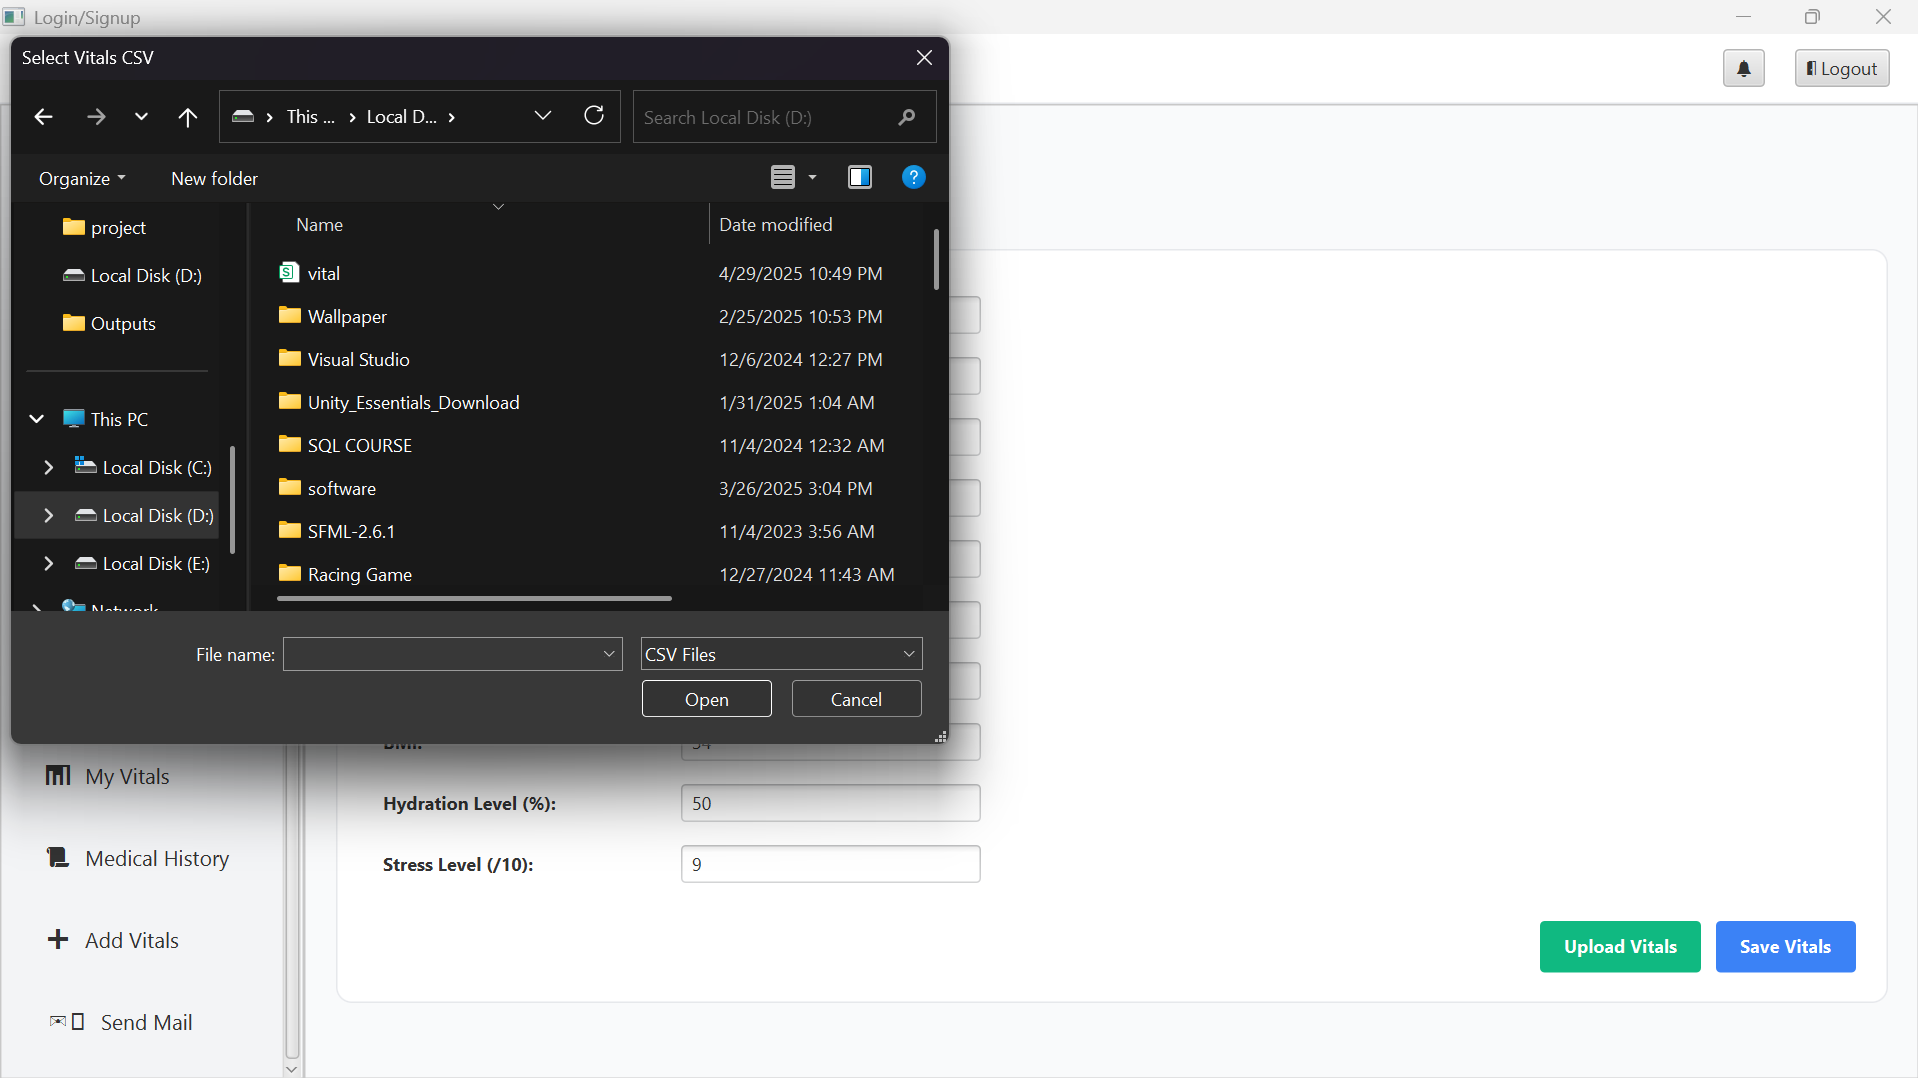 Login/Signup
Select Vitals CSV
Logout
This ...
Local D...
Search Local Disk (D:)
Organize
New folder
?
Name
Date modified
project
Local Disk (D:)
Outputs
This PC
Local Disk (C:)
Local Disk (D:)
Local Disk (E:)
Network
S
vital 4/29/2025 10:49 PM
Wallpaper 2/25/2025 10:53 PM
Visual Studio 12/6/2024 12:27 PM
Unity_Essentials_Download 1/31/2025 1:04 AM
SQL COURSE 11/4/2024 12:32 AM
software 3/26/2025 3:04 PM
SFML-2.6.1 11/4/2023 3:56 AM
Racing Game 12/27/2024 11:43 AM
File name:
CSV Files
Open
Cancel
BMI:
My Vitals
Hydration Level (%): 50
Stress Level (/10): 9
Medical History
Add Vitals
Send Mail
Upload Vitals
Save Vitals